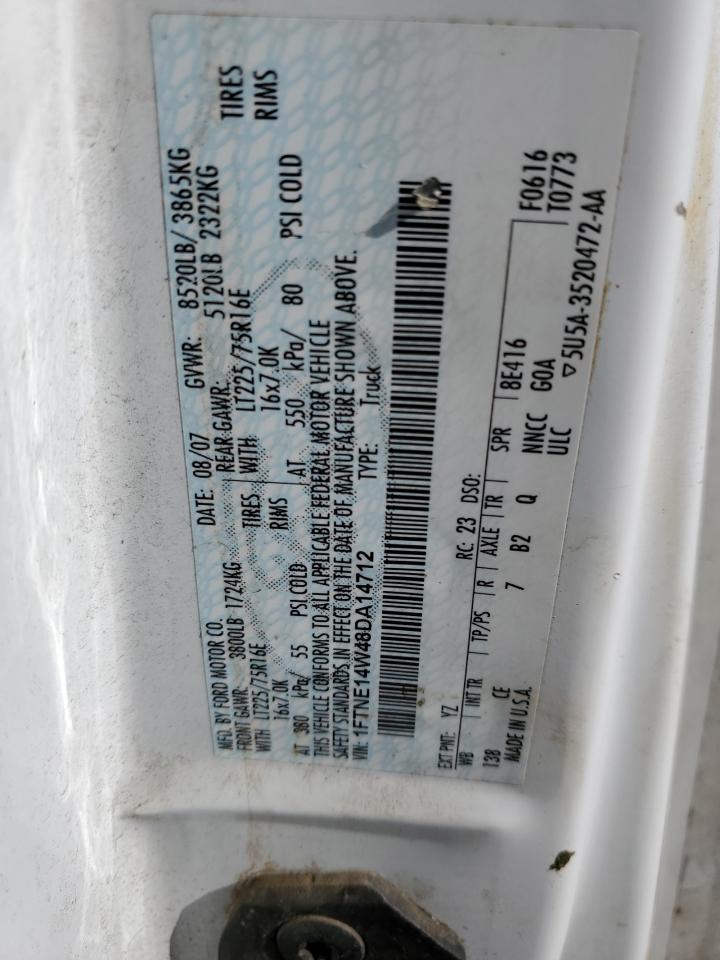 MFD. BY FORD MOTOR CO.
DATE: 08/07 GVWR: 8520LB/ 3865KG
FRONT GAWR: 3800LB 1724KG REAR GAWR: 5120LB 2322KG
WITH LT225/75R16E TIRES WITH LT225/75R16E TIRES
16x7.0K RIMS 16x7.0K RIMS
AT 380 kPa/ 55 PSI COLD AT 550 kPa/ 80 PSI COLD
THIS VEHICLE CONFORMS TO ALL APPLICABLE FEDERAL MOTOR VEHICLE
SAFETY STANDARDS IN EFFECT ON THE DATE OF MANUFACTURE SHOWN ABOVE.
VIN: 1FTNE14W48DA14712 TYPE: Truck
EXT PNT: YZ RC: 23 DSO: F0616
WB INT TR TP/PS R AXLE TR SPR 8E416 T0773
138 CE 7 B2 Q NNCC GOA
MADE IN U.S.A. ULC ▽5U5A-3520472-AA